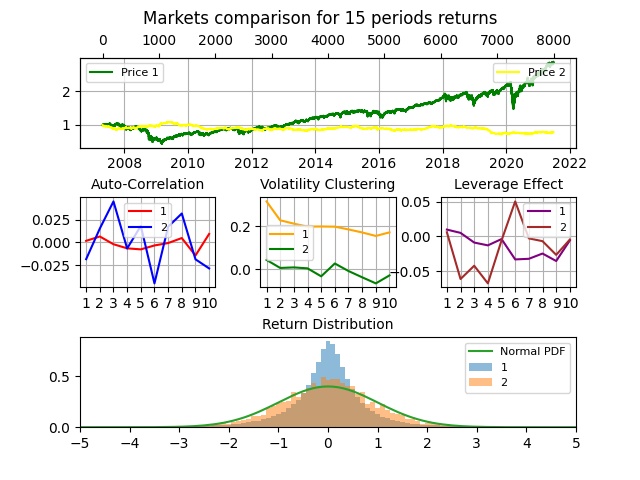 Markets comparison for 15 periods returns
0 1000 2000 3000 4000 5000 6000 7000 8000
Price 1
Price 2
2
1
2008 2010 2012 2014 2016 2018 2020 2022
Auto-Correlation
Volatility Clustering
Leverage Effect
0.025
0.000
−0.025
1
2
1 2 3 4 5 6 7 8 9 10
0.2
0.0
1
2
1 2 3 4 5 6 7 8 9 10
0.05
0.00
−0.05
1
2
1 2 3 4 5 6 7 8 9 10
Return Distribution
0.5
0.0
Normal PDF
1
2
−5 −4 −3 −2 −1 0 1 2 3 4 5